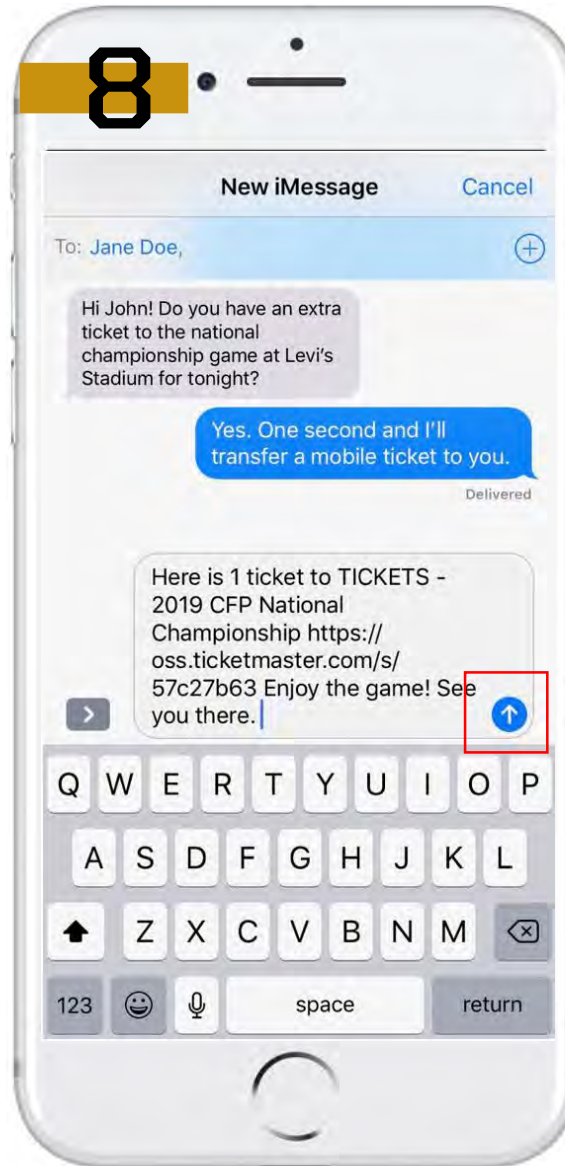 8
New iMessage
Cancel
To: Jane Doe,
Hi John! Do you have an extra
ticket to the national
championship game at Levi's
Stadium for tonight?
Yes. One second and I'll
transfer a mobile ticket to you.
Delivered
Here is 1 ticket to TICKETS -
2019 CFP National
Championship https://
oss.ticketmaster.com/s/
57c27b63 Enjoy the game! See
you there.
Q W E R T Y U I O P
A S D F G H J K L
Z X C V B N M
123 space return